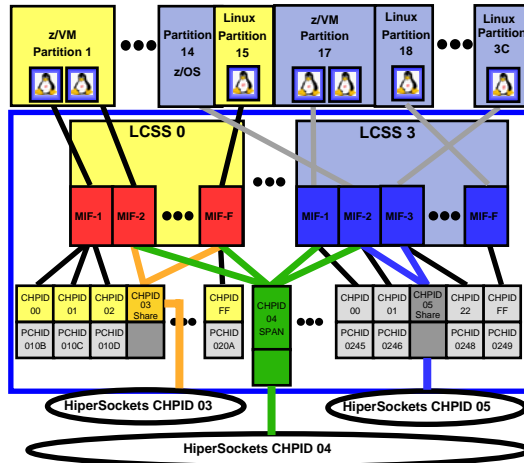 z/VM
Partition 1
Partition
14
z/OS
Linux
Partition
15
z/VM
Partition
17
Linux
Partition
18
Linux
Partition
3C
LCSS 0
LCSS 3
MIF-1
MIF-2
MIF-F
MIF-1
MIF-2
MIF-3
MIF-F
CHPID
00
CHPID
01
CHPID
02
CHPID
03
Share
CHPID
FF
CHPID
04
SPAN
CHPID
00
CHPID
01
CHPID
05
Share
CHPID
22
CHPID
FF
PCHID
010B
PCHID
010C
PCHID
010D
PCHID
020A
PCHID
0245
PCHID
0246
PCHID
0248
PCHID
0249
HiperSockets CHPID 03
HiperSockets CHPID 05
HiperSockets CHPID 04